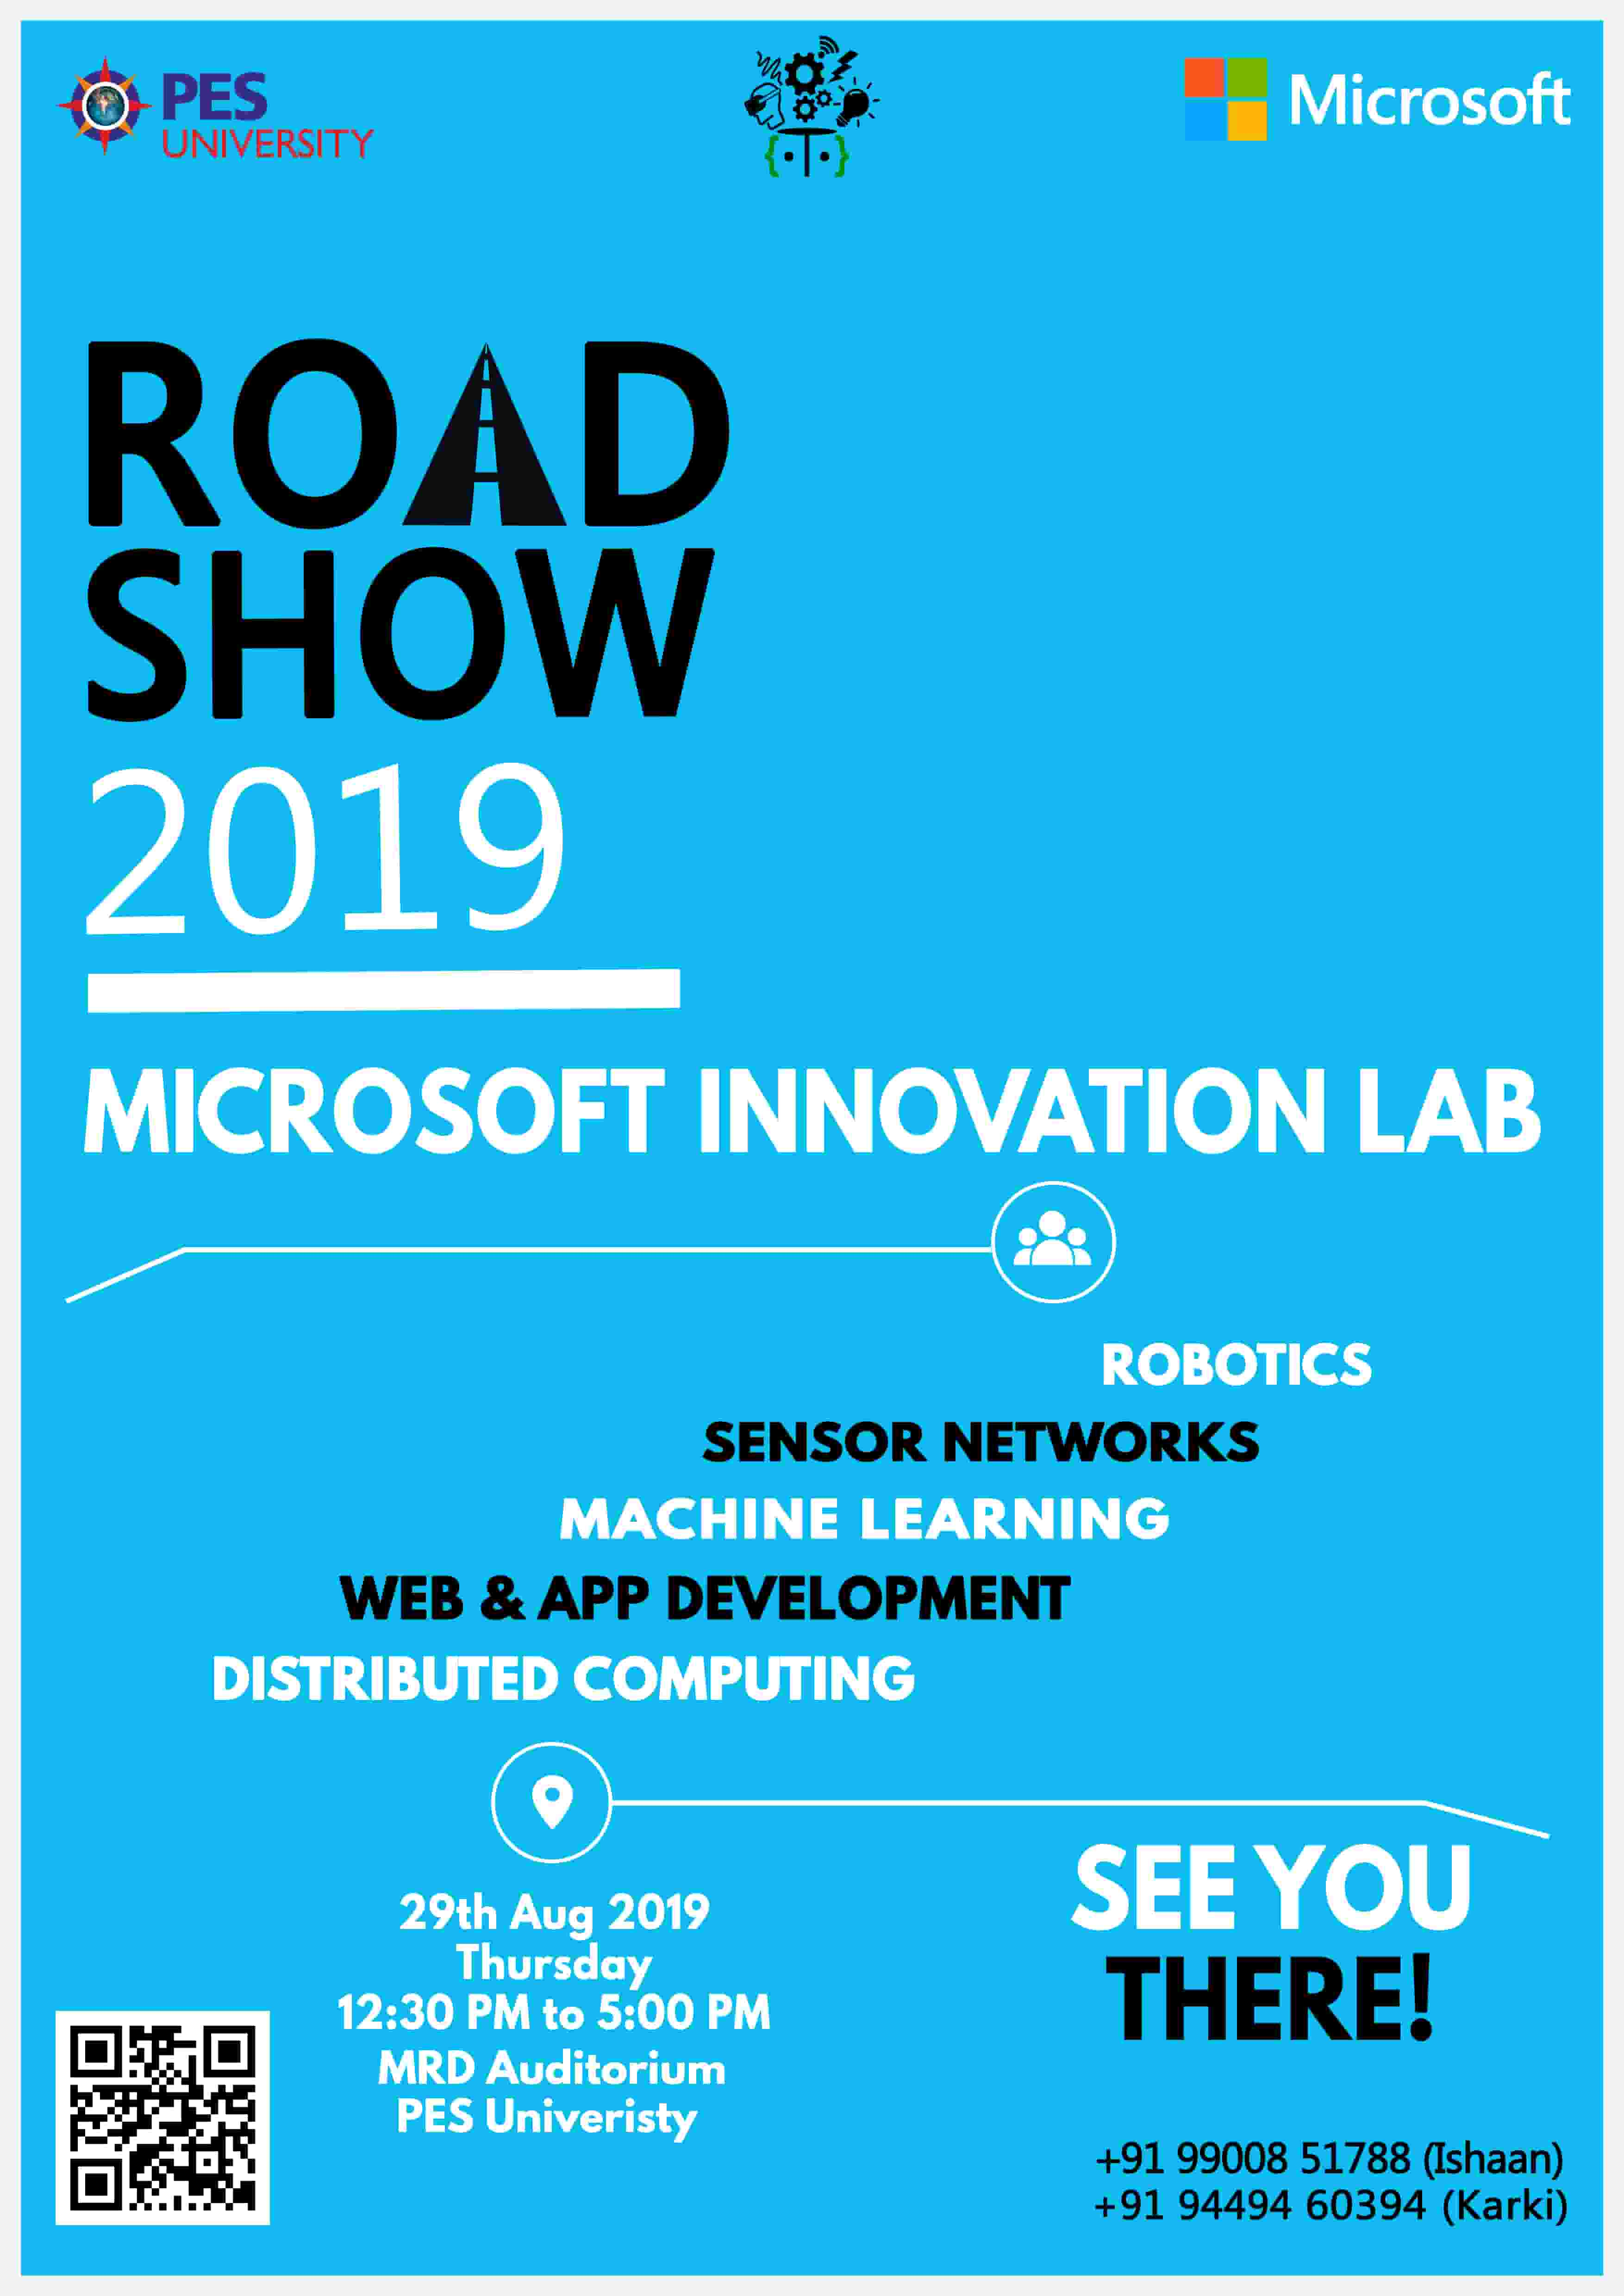 PES
UNIVERSITY
Microsoft
ROAD
SHOW
2019
MICROSOFT INNOVATION LAB
ROBOTICS
SENSOR NETWORKS
MACHINE LEARNING
WEB & APP DEVELOPMENT
DISTRIBUTED COMPUTING
29th Aug 2019
Thursday
12:30 PM to 5:00 PM
MRD Auditorium
PES Univeristy
SEE YOU
THERE!
+91 99008 51788 (Ishaan)
+91 94494 60394 (Karki)